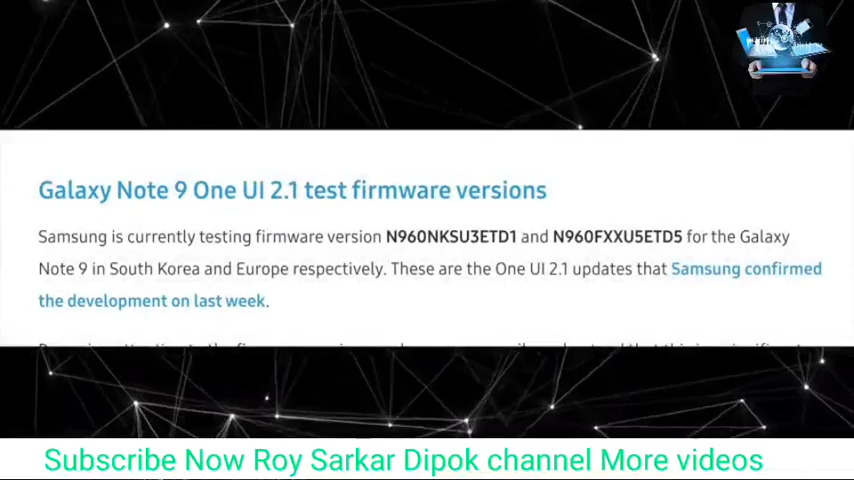 Galaxy Note 9 One UI 2.1 test firmware versions
Samsung is currently testing firmware version N960NKSU3ETD1 and N960FXXU5ETD5 for the Galaxy
Note 9 in South Korea and Europe respectively. These are the One UI 2.1 updates that Samsung confirmed
the development on last week.
Subscribe Now Roy Sarkar Dipok channel More videos